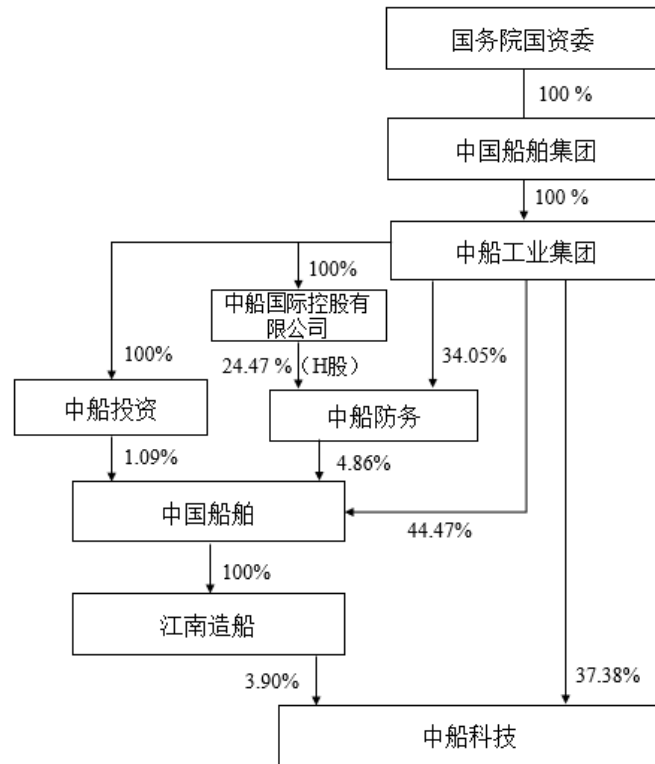 国务院国资委
100 %
中国船舶集团
100 %
中船工业集团
100%
中船国际控股有
限公司
100%
24.47 %（H股）
34.05%
中船投资
中船防务
1.09%
4.86%
中国船舶
44.47%
100%
江南造船
3.90%
37.38%
中船科技